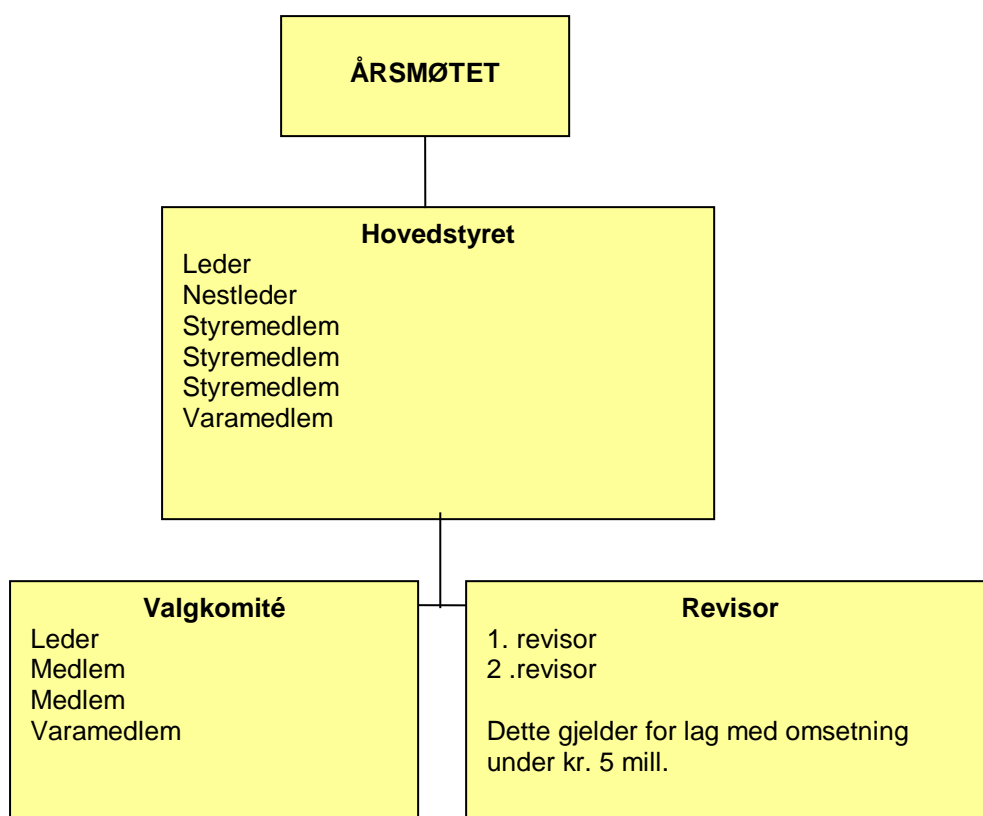 ÅRSMØTET
Hovedstyret
Leder
Nestleder
Styremedlem
Styremedlem
Styremedlem
Varamedlem
Valgkomité
Leder
Medlem
Medlem
Varamedlem
Revisor
1. revisor
2 .revisor
Dette gjelder for lag med omsetning
under kr. 5 mill.